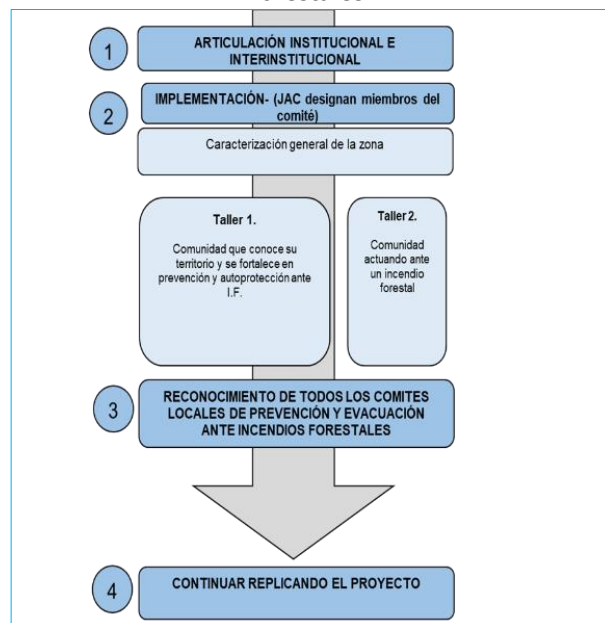 1
ARTICULACIÓN INSTITUCIONAL E
INTERINSTITUCIONAL
2
IMPLEMENTACIÓN- (JAC designan miembros del
comité)
Caracterización general de la zona
Taller 1.
Comunidad que conoce su
territorio y se fortalece en
prevención y autoprotección ante
I.F.
Taller 2.
Comunidad
actuando ante
un incendio
forestal
3
RECONOCIMIENTO DE TODOS LOS COMITES
LOCALES DE PREVENCIÓN Y EVACUACIÓN
ANTE INCENDIOS FORESTALES
4
CONTINUAR REPLICANDO EL PROYECTO